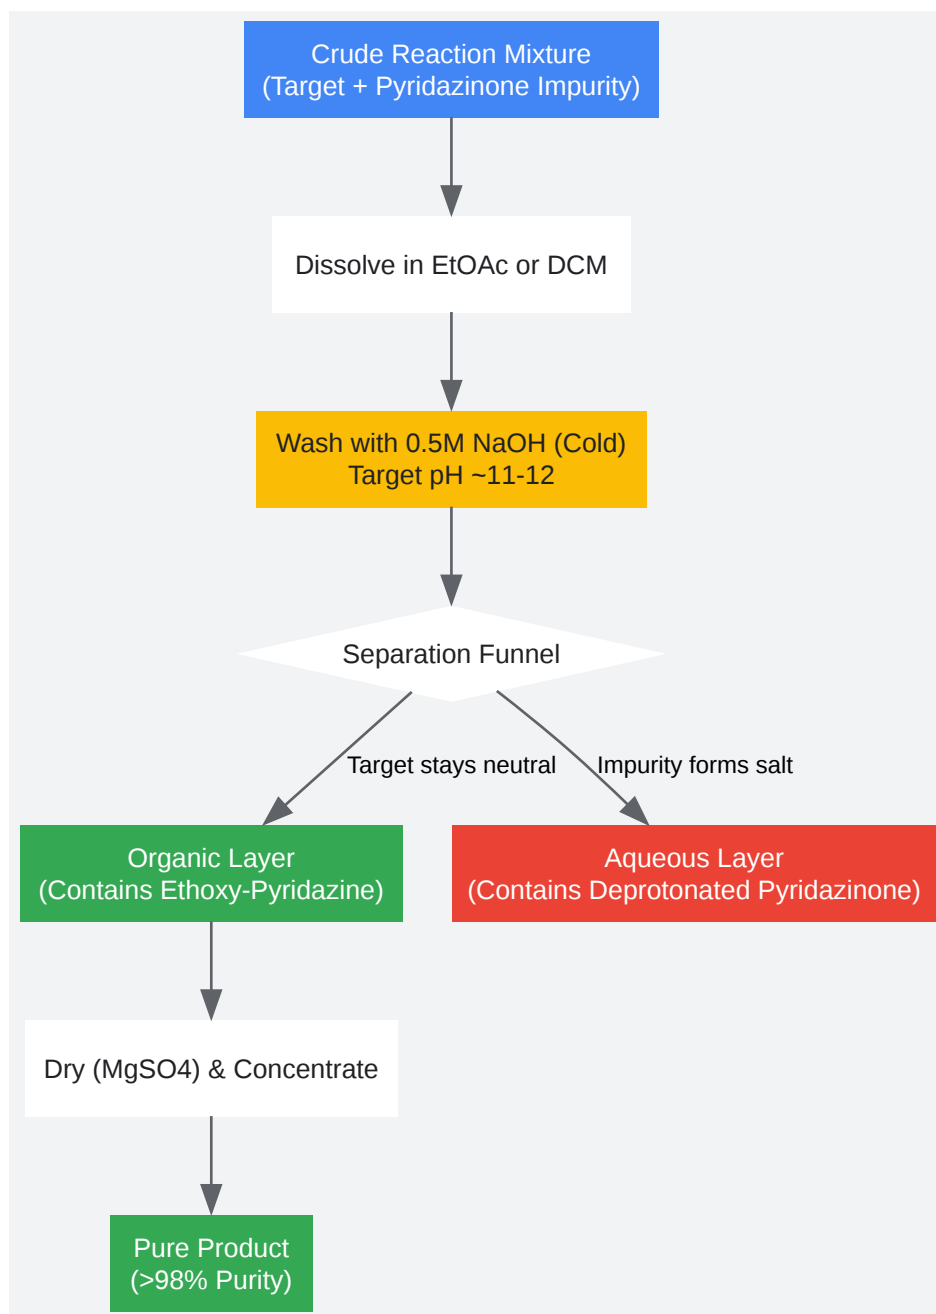 Crude Reaction Mixture
(Target + Pyridazinone Impurity)
Dissolve in EtOAc or DCM
Wash with 0.5M NaOH (Cold)
Target pH ~11-12
Separation Funnel
Target stays neutral
Impurity forms salt
Organic Layer
(Contains Ethoxy-Pyridazine)
Aqueous Layer
(Contains Deprotonated Pyridazinone)
Dry (MgSO4) & Concentrate
Pure Product
(>98% Purity)